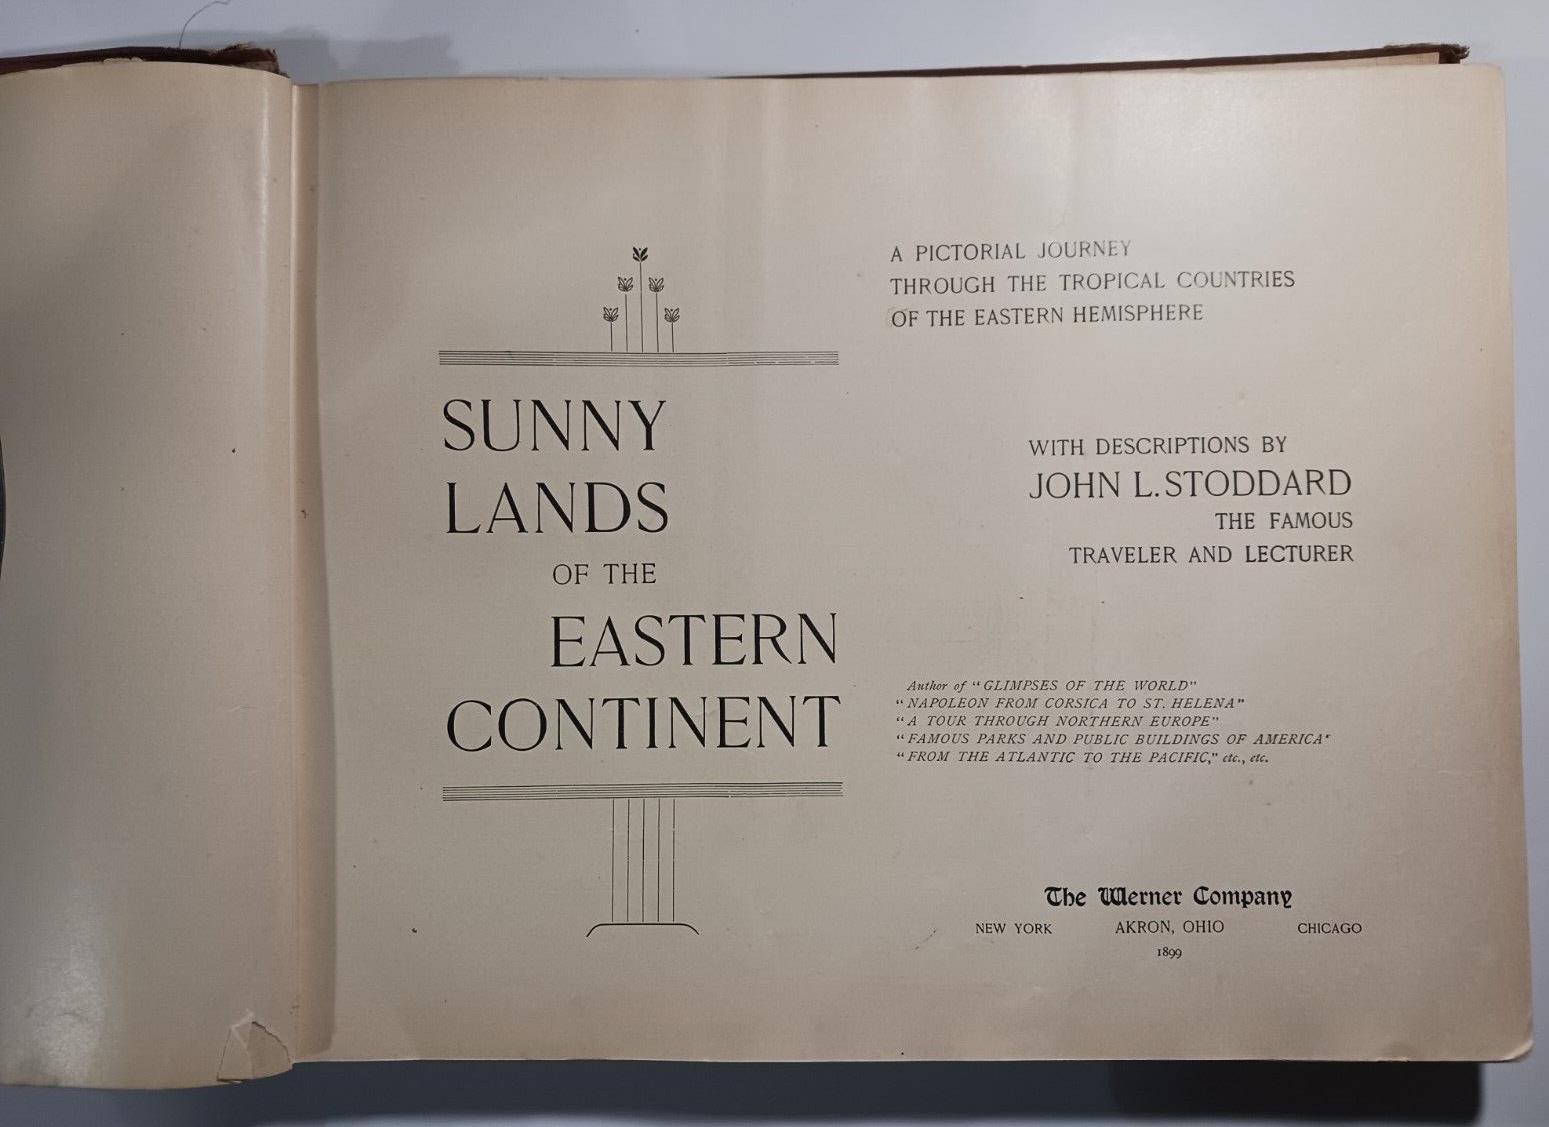 SUNNY
LANDS
OF THE
EASTERN
CONTINENT
A PICTORIAL JOURNEY
THROUGH THE TROPICAL COUNTRIES
OF THE EASTERN HEMISPHERE
WITH DESCRIPTIONS BY
JOHN L. STODDARD
THE FAMOUS
TRAVELER AND LECTURER
Author of "GLIMPSES OF THE WORLD"
"NAPOLEON FROM CORSICA TO ST. HELENA"
"A TOUR THROUGH NORTHERN EUROPE"
"FAMOUS PARKS AND PUBLIC BUILDINGS OF AMERICA"
"FROM THE ATLANTIC TO THE PACIFIC," etc., etc.
The Werner Company
NEW YORK AKRON, OHIO CHICAGO
1899